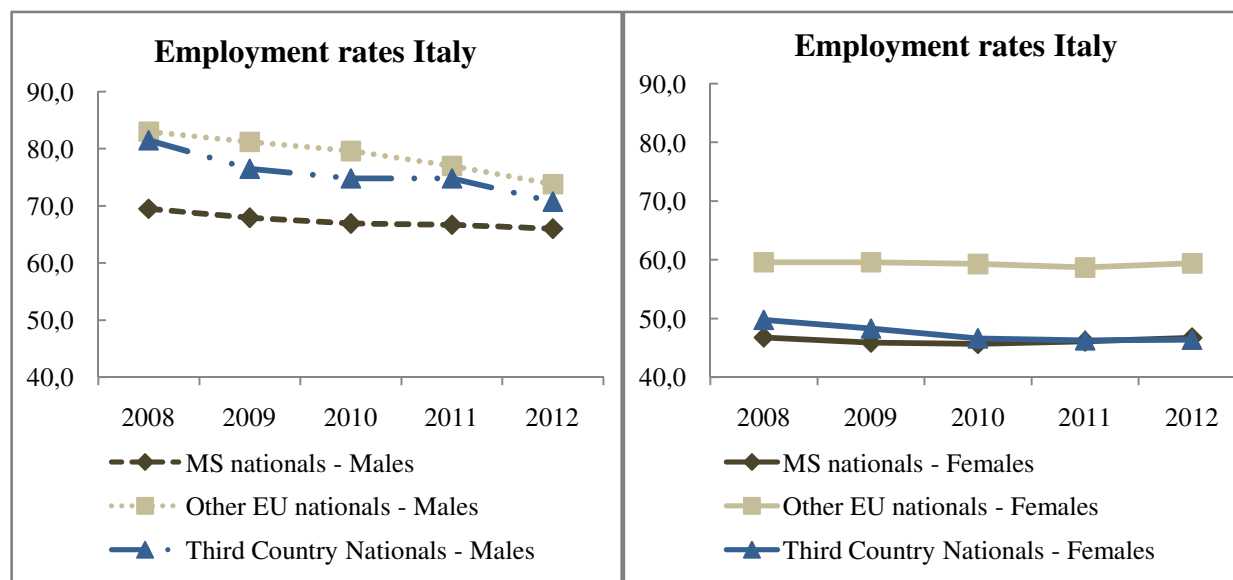 Employment rates Italy
90,0
80,0
70,0
60,0
50,0
40,0
2008 2009 2010 2011 2012
MS nationals - Males
Other EU nationals - Males
Third Country Nationals - Males
Employment rates Italy
90,0
80,0
70,0
60,0
50,0
40,0
2008 2009 2010 2011 2012
MS nationals - Females
Other EU nationals - Females
Third Country Nationals - Females